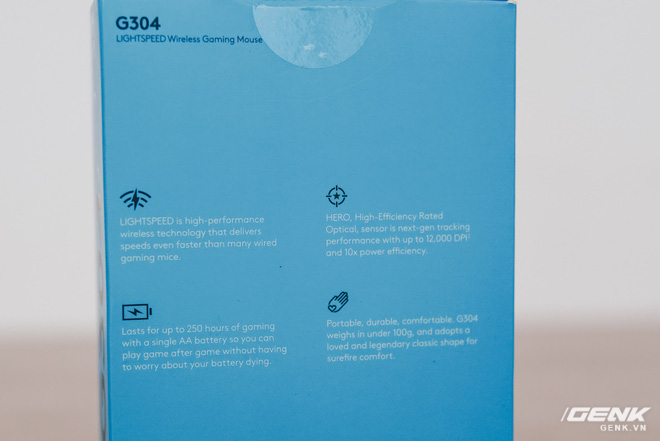 G304
LIGHTSPEED Wireless Gaming Mouse
LIGHTSPEED is high-performance
wireless technology that delivers
speeds even faster than many wired
gaming mice.
HERO, High-Efficiency Rated
Optical, sensor is next-gen tracking
performance with up to 12,000 DPI
and 10x power efficiency.
Lasts for up to 250 hours of gaming
with a single AA battery so you can
play game after game without having
to worry about your battery dying.
Portable, durable, comfortable. G304
weighs in under 100g, and adopts a
loved and legendary classic shape for
surefire comfort.
GENK
GENK.VN